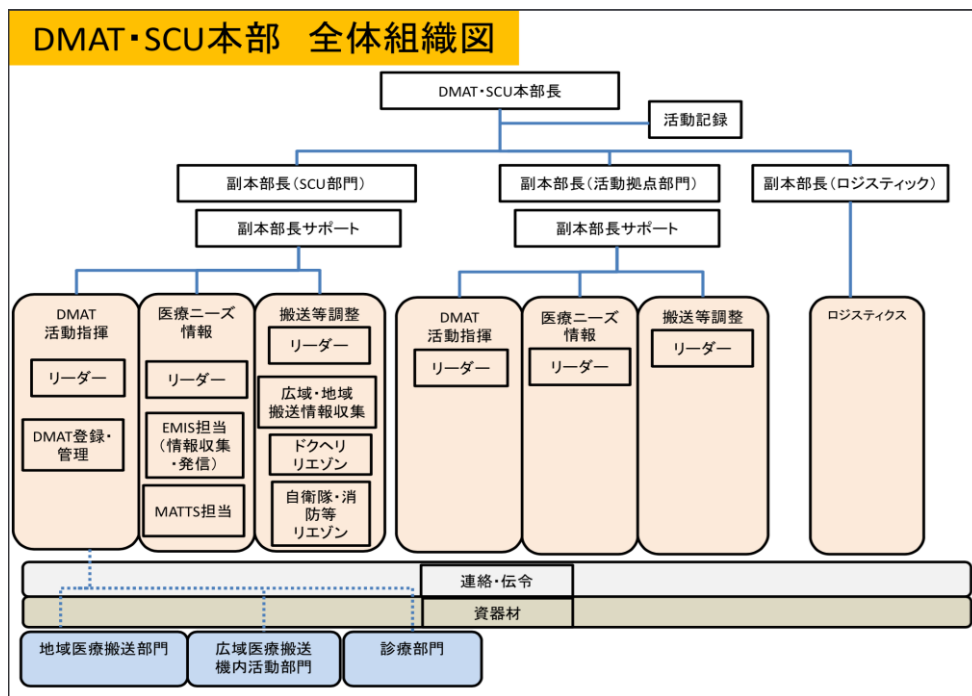 DMAT・SCU本部 全体組織図
DMAT・SCU本部長
活動記録
副本部長（SCU部門）
副本部長（活動拠点部門）
副本部長（ロジスティック）
副本部長サポート
副本部長サポート
DMAT
活動指揮
リーダー
DMAT登録・
管理
医療ニーズ
情報
リーダー
EMIS担当
（情報収集
・発信）
MATTS担当
搬送等調整
リーダー
広域・地域
搬送情報収集
ドクヘリ
リエゾン
自衛隊・消
防等
リエゾン
DMAT
活動指揮
リーダー
医療ニーズ
情報
リーダー
搬送等調整
リーダー
ロジスティクス
連絡・伝令
資器材
地域医療搬送部門
広域医療搬送
機内活動部門
診療部門